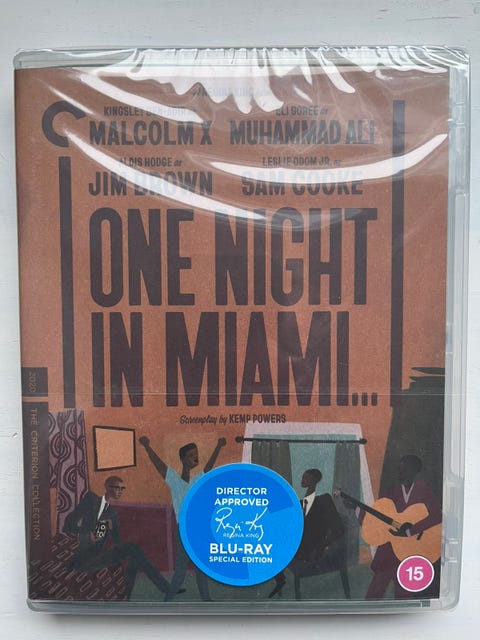 KINGSLEY BEN-ADIR as
ELI GOREE as
MALCOLM X
MUHAMMAD ALI
ALDIS HODGE as
LESLIE ODOM JR. as
JIM BROWN
SAM COOKE
ONE NIGHT
IN MIAMI...
Screenplay by KEMP POWERS
2020 THE CRITERION COLLECTION
DIRECTOR
APPROVED
REGINA KING
BLU-RAY
SPECIAL EDITION
15